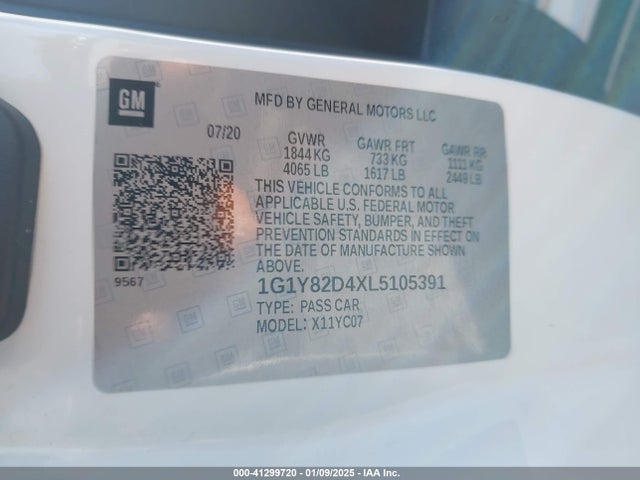 GM
MFD BY GENERAL MOTORS LLC
07/20 GVWR GAWR FRT GAWR RR
1844 KG 733 KG 1111 KG
4065 LB 1617 LB 2449 LB
THIS VEHICLE CONFORMS TO ALL
APPLICABLE U.S. FEDERAL MOTOR
VEHICLE SAFETY, BUMPER, AND THEFT
PREVENTION STANDARDS IN EFFECT ON
THE DATE OF MANUFACTURE SHOWN
ABOVE.
9567
1G1Y82D4XL5105391
TYPE: PASS CAR
MODEL: X11YC07
000-41299720 - 01/09/2025 - IAA Inc.